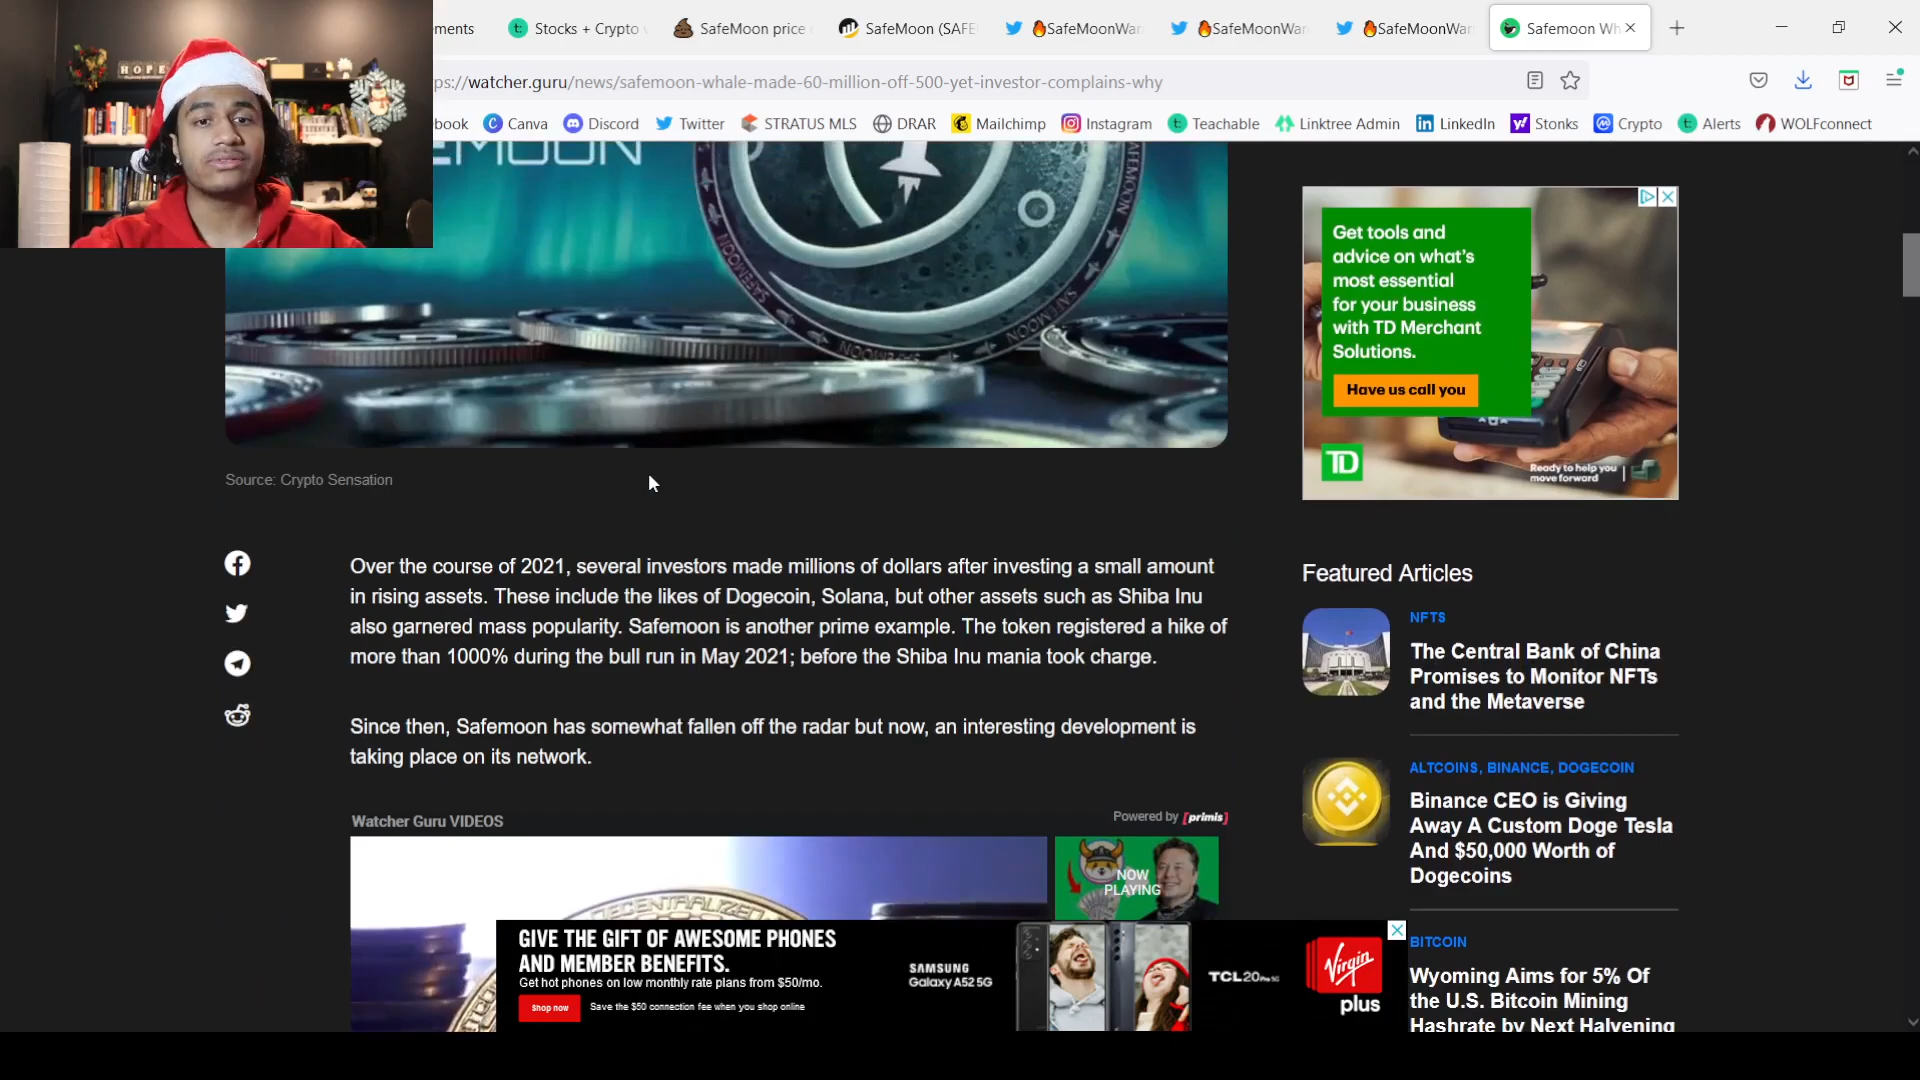 HOPE
ements
Stocks + Crypto
SafeMoon price
SafeMoon (SAFE
🔥SafeMoonWar
🔥SafeMoonWar
🔥SafeMoonWar
Safemoon Wh
ps://watcher.guru/news/safemoon-whale-made-60-million-off-500-yet-investor-complains-why
book
Canva
Discord
Twitter
STRATUS MLS
DRAR
Mailchimp
Instagram
Teachable
Linktree Admin
LinkedIn
Stonks
Crypto
Alerts
WOLFconnect
EMOON
SAFEMOON
SAFEMOON
SAFEMOON
Get tools and
advice on what's
most essential
for your business
with TD Merchant
Solutions.
Have us call you
TD
Ready to help you
move forward
Source: Crypto Sensation
Over the course of 2021, several investors made millions of dollars after investing a small amount
in rising assets. These include the likes of Dogecoin, Solana, but other assets such as Shiba Inu
also garnered mass popularity. Safemoon is another prime example. The token registered a hike of
more than 1000% during the bull run in May 2021; before the Shiba Inu mania took charge.
Since then, Safemoon has somewhat fallen off the radar but now, an interesting development is
taking place on its network.
Watcher Guru VIDEOS
Powered by [primis]
NOW
PLAYING
DECENTRALIZED
Featured Articles
NFTS
The Central Bank of China
Promises to Monitor NFTs
and the Metaverse
ALTCOINS, BINANCE, DOGECOIN
Binance CEO is Giving
Away A Custom Doge Tesla
And $50,000 Worth of
Dogecoins
BITCOIN
Wyoming Aims for 5% Of
the U.S. Bitcoin Mining
Hashrate by Next Halvening
GIVE THE GIFT OF AWESOME PHONES
AND MEMBER BENEFITS.
Get hot phones on low monthly rate plans from $50/mo.
Shop now
Save the $50 connection fee when you shop online
SAMSUNG
Galaxy A52 5G
TCL 20 Pro 5G
Virgin
plus